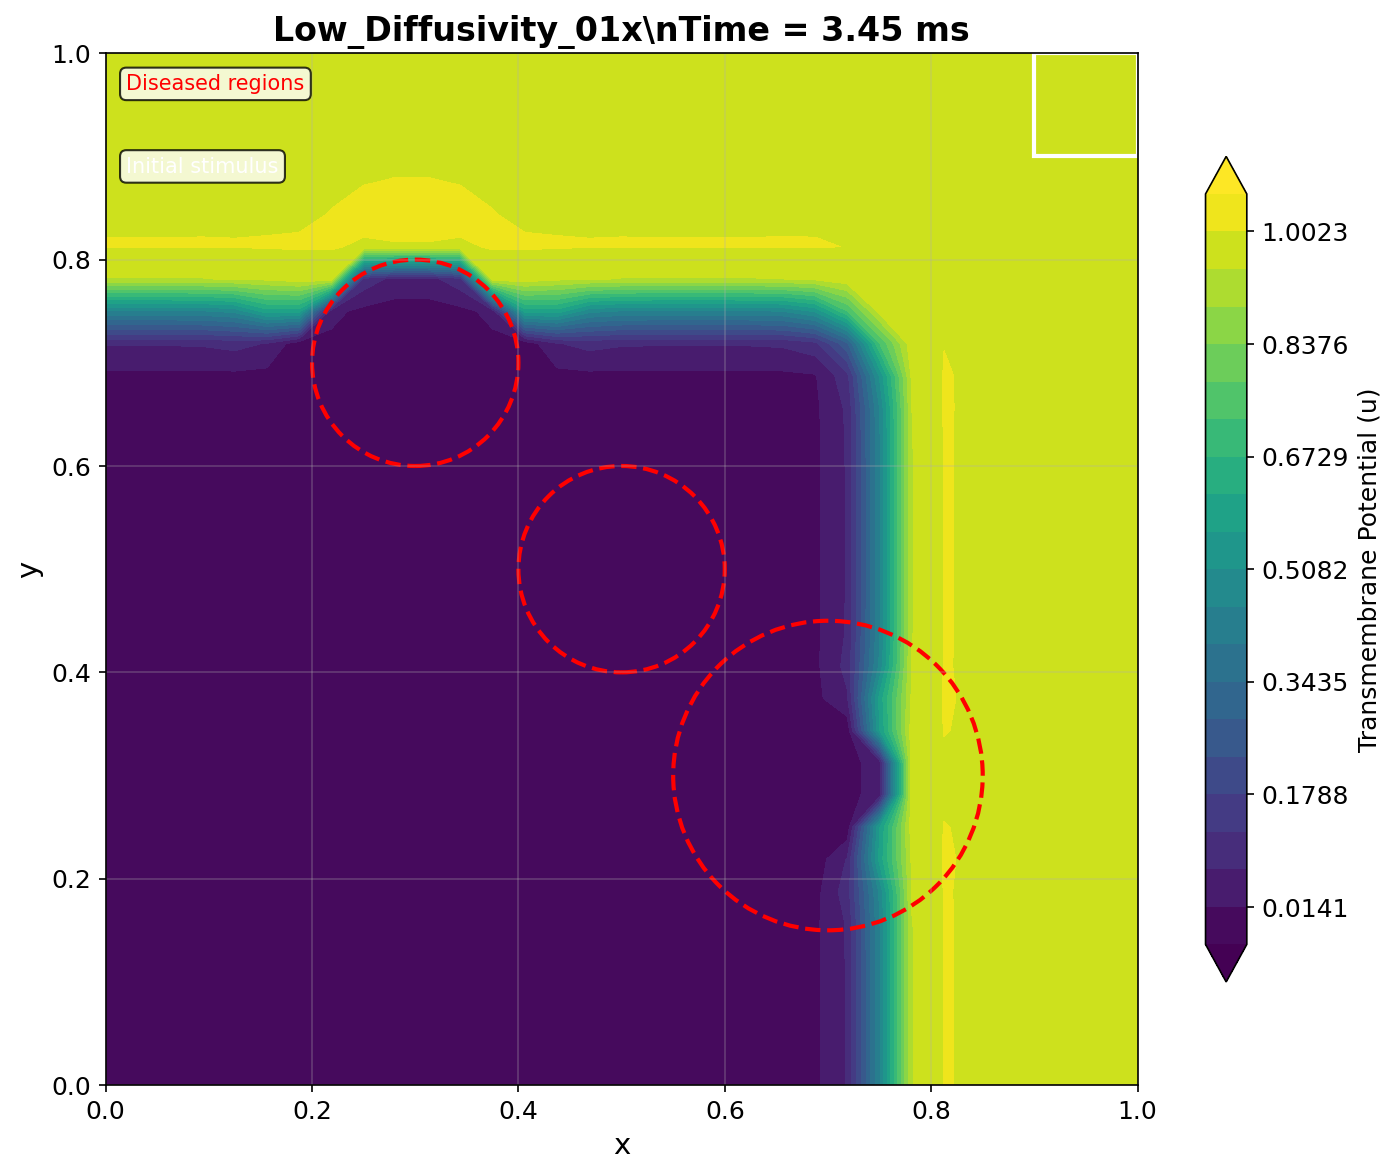 Low_Diffusivity_01x\nTime = 3.45 ms
Diseased regions
Initial stimulus
1.0
0.8
0.6
0.4
0.2
0.0
y
0.0 0.2 0.4 0.6 0.8 1.0
x
1.0023
0.8376
0.6729
0.5082
0.3435
0.1788
0.0141
Transmembrane Potential (u)